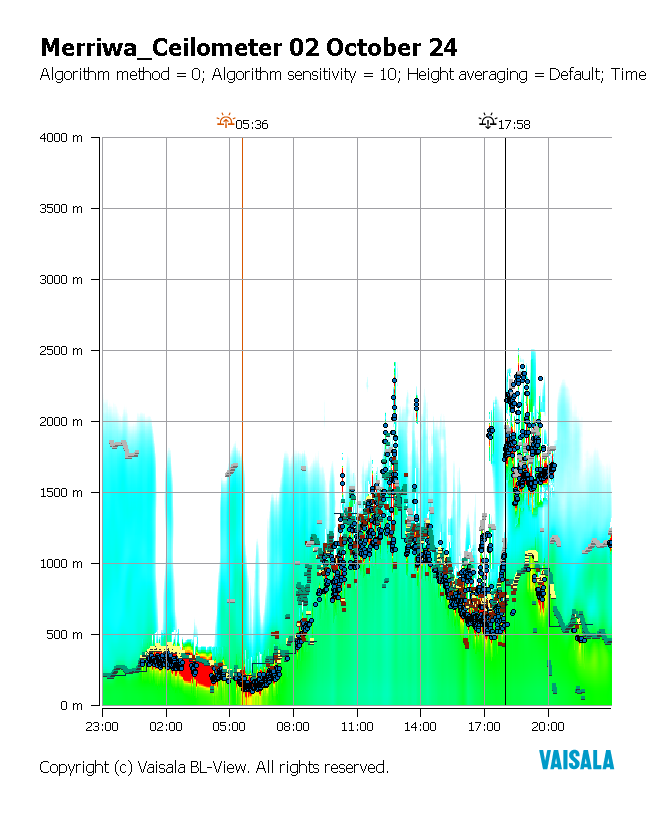 Merriwa_Ceilometer 02 October 24
Algorithm method = 0; Algorithm sensitivity = 10; Height averaging = Default; Time
05:36 17:58
4000 m
3500 m
3000 m
2500 m
2000 m
1500 m
1000 m
500 m
0 m
23:00 02:00 05:00 08:00 11:00 14:00 17:00 20:00
VAISALA
Copyright (c) Vaisala BL-View. All rights reserved.